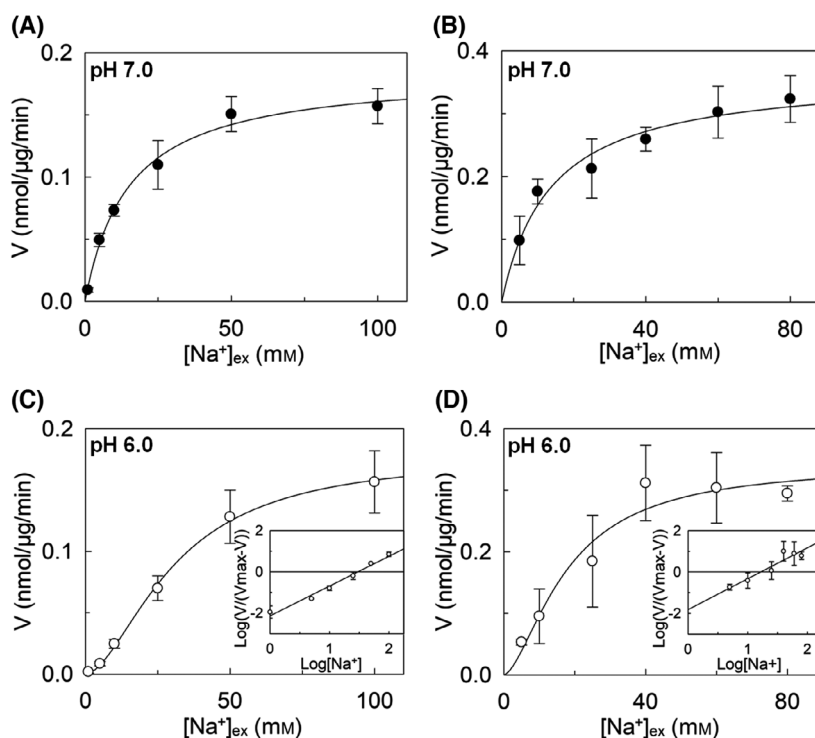 (A)
pH 7.0
V (nmol/µg/min)
0.2
0.1
0.0
0 50 100
[Na⁺]ex (mM)
(B)
pH 7.0
V (nmol/µg/min)
0.4
0.2
0.0
0 40 80
[Na⁺]ex (mM)
(C)
pH 6.0
V (nmol/µg/min)
0.2
0.1
0.0
0 50 100
[Na⁺]ex (mM)
Log(V/(Vmax-V))
2
0
-2
0 1 2
Log[Na⁺]
(D)
pH 6.0
V (nmol/µg/min)
0.4
0.2
0.0
0 40 80
[Na⁺]ex (mM)
Log(V/(Vmax-V))
2
0
-2
0 1 2
Log[Na+]